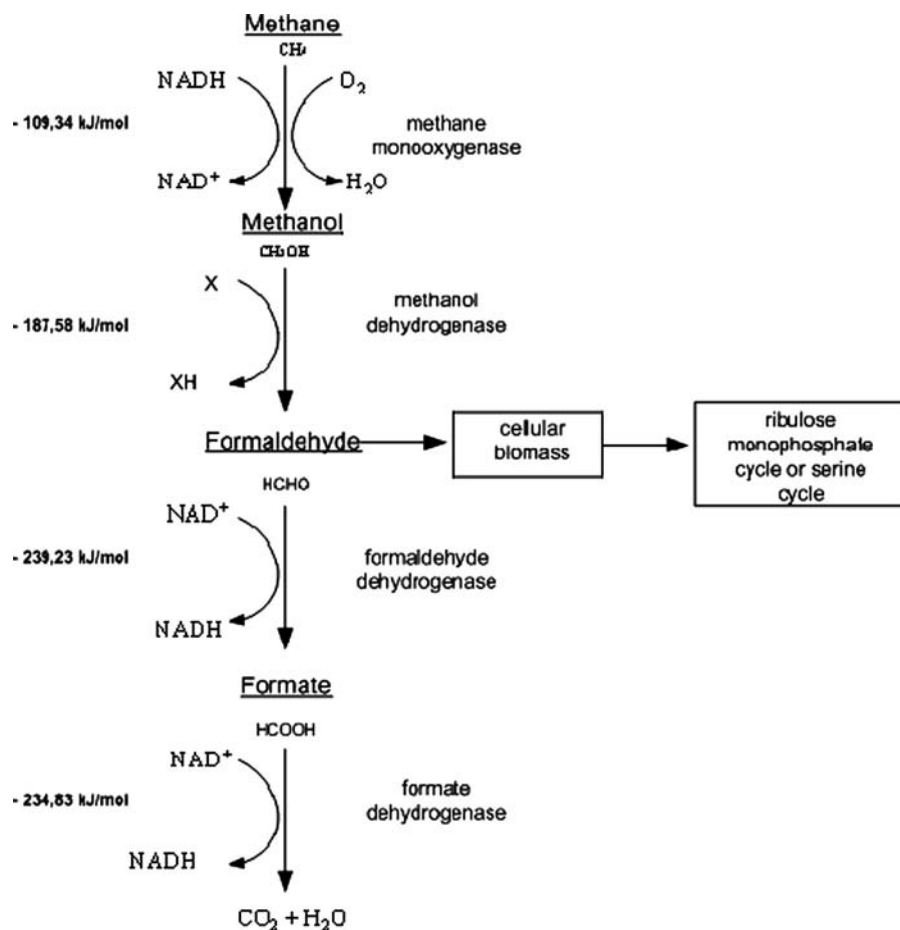 Methane
CH₄
NADH
O₂
- 109,34 kJ/mol
methane
monooxygenase
NAD⁺
H₂O
Methanol
CH₃OH
X
methanol
dehydrogenase
- 187,58 kJ/mol
XH
Formaldehyde
cellular
biomass
ribulose
monophosphate
cycle or serine
cycle
HCHO
NAD⁺
- 239,23 kJ/mol
formaldehyde
dehydrogenase
NADH
Formate
HCOOH
NAD⁺
- 234,83 kJ/mol
formate
dehydrogenase
NADH
CO₂ + H₂O